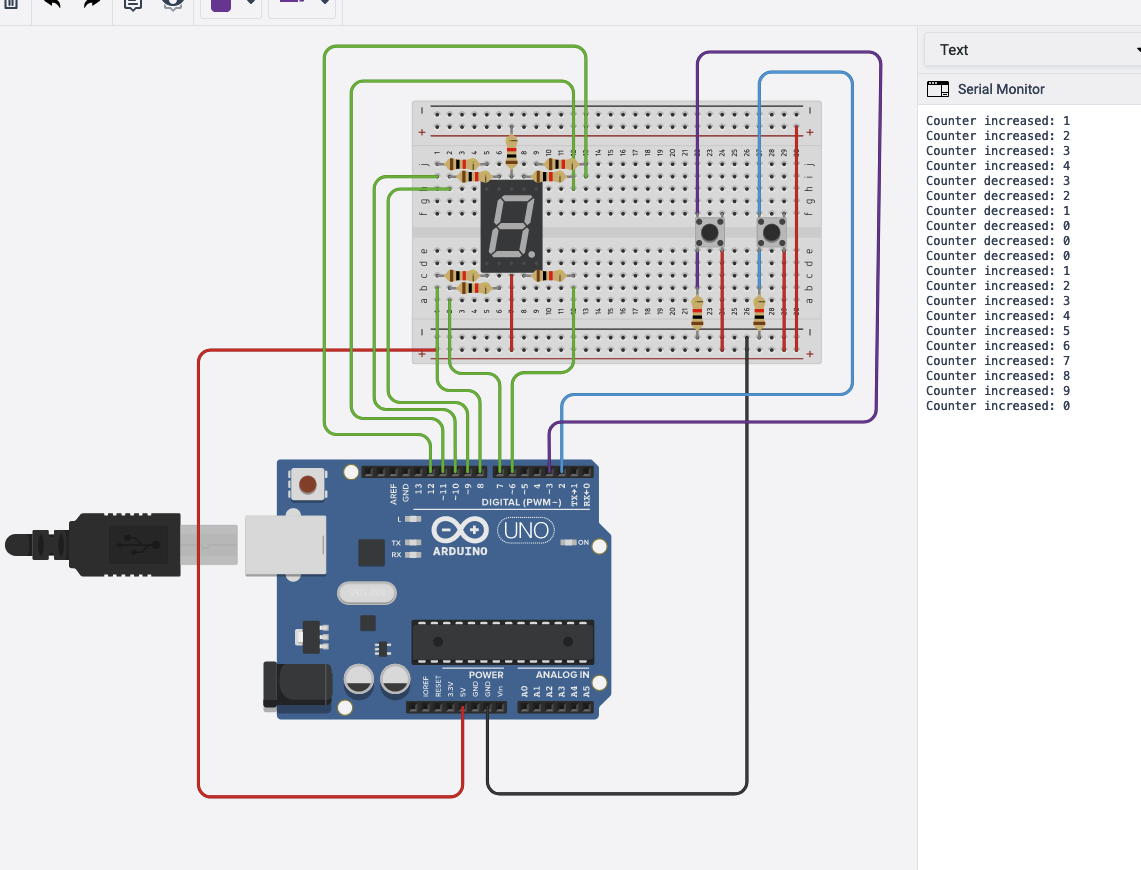 Text
Serial Monitor
Counter increased: 1
Counter increased: 2
Counter increased: 3
Counter increased: 4
Counter decreased: 3
Counter decreased: 2
Counter decreased: 1
Counter decreased: 0
Counter decreased: 0
Counter decreased: 0
Counter increased: 1
Counter increased: 2
Counter increased: 3
Counter increased: 4
Counter increased: 5
Counter increased: 6
Counter increased: 7
Counter increased: 8
Counter increased: 9
Counter increased: 0
AREF GND 13 12 ~11 ~10 ~9 8 7 ~6 ~5 4 ~3 2 TX→1 RX←0
DIGITAL (PWM~)
L
TX
RX
UNO
ARDUINO
ON
POWER
ANALOG IN
IOREF RESET 3.3V 5V GND GND Vin A0 A1 A2 A3 A4 A5